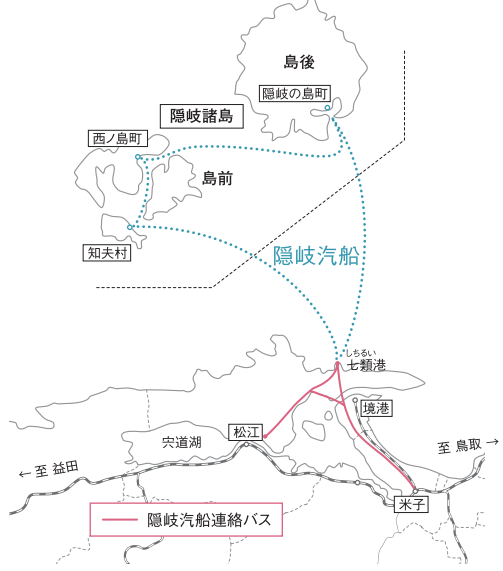 島後
隠岐の島町
隠岐諸島
西ノ島町
島前
知夫村
隠岐汽船
しちるい
七類港
境港
松江
宍道湖
至 鳥取→
←至 益田
米子
隠岐汽船連絡バス